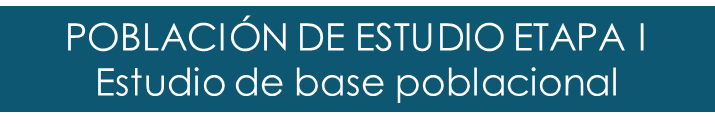 POBLACIÓN DE ESTUDIO ETAPA I
Estudio de base poblacional